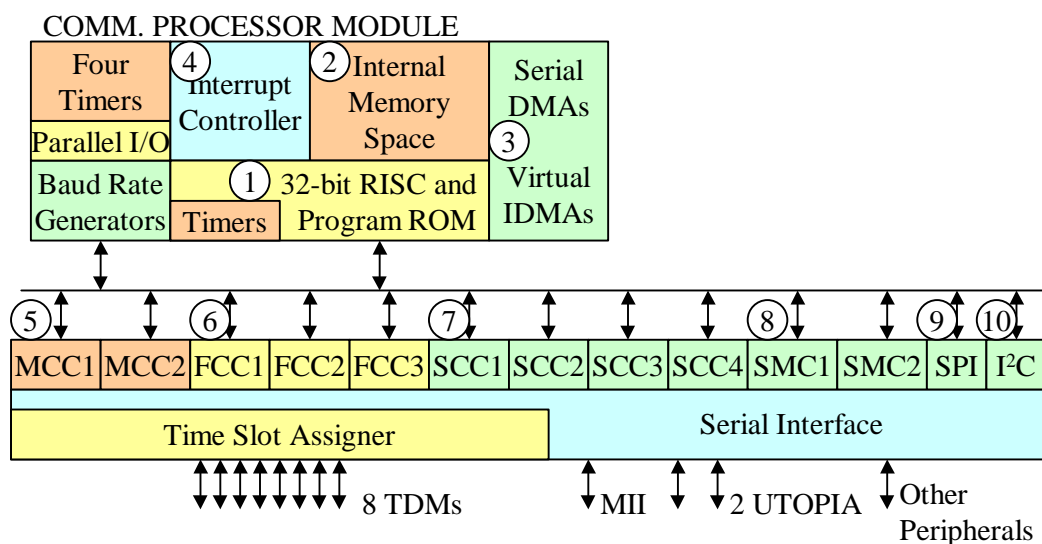 COMM. PROCESSOR MODULE
Four
Timers
Parallel I/O
Baud Rate
Generators
4
Interrupt
Controller
2
Internal
Memory
Space
1
32-bit RISC and
Program ROM
Timers
Serial
DMAs
3
Virtual
IDMAs
5
6
7
8
9
10
MCC1
MCC2
FCC1
FCC2
FCC3
SCC1
SCC2
SCC3
SCC4
SMC1
SMC2
SPI
I²C
Time Slot Assigner
Serial Interface
8 TDMs
MII
2 UTOPIA
Other
Peripherals